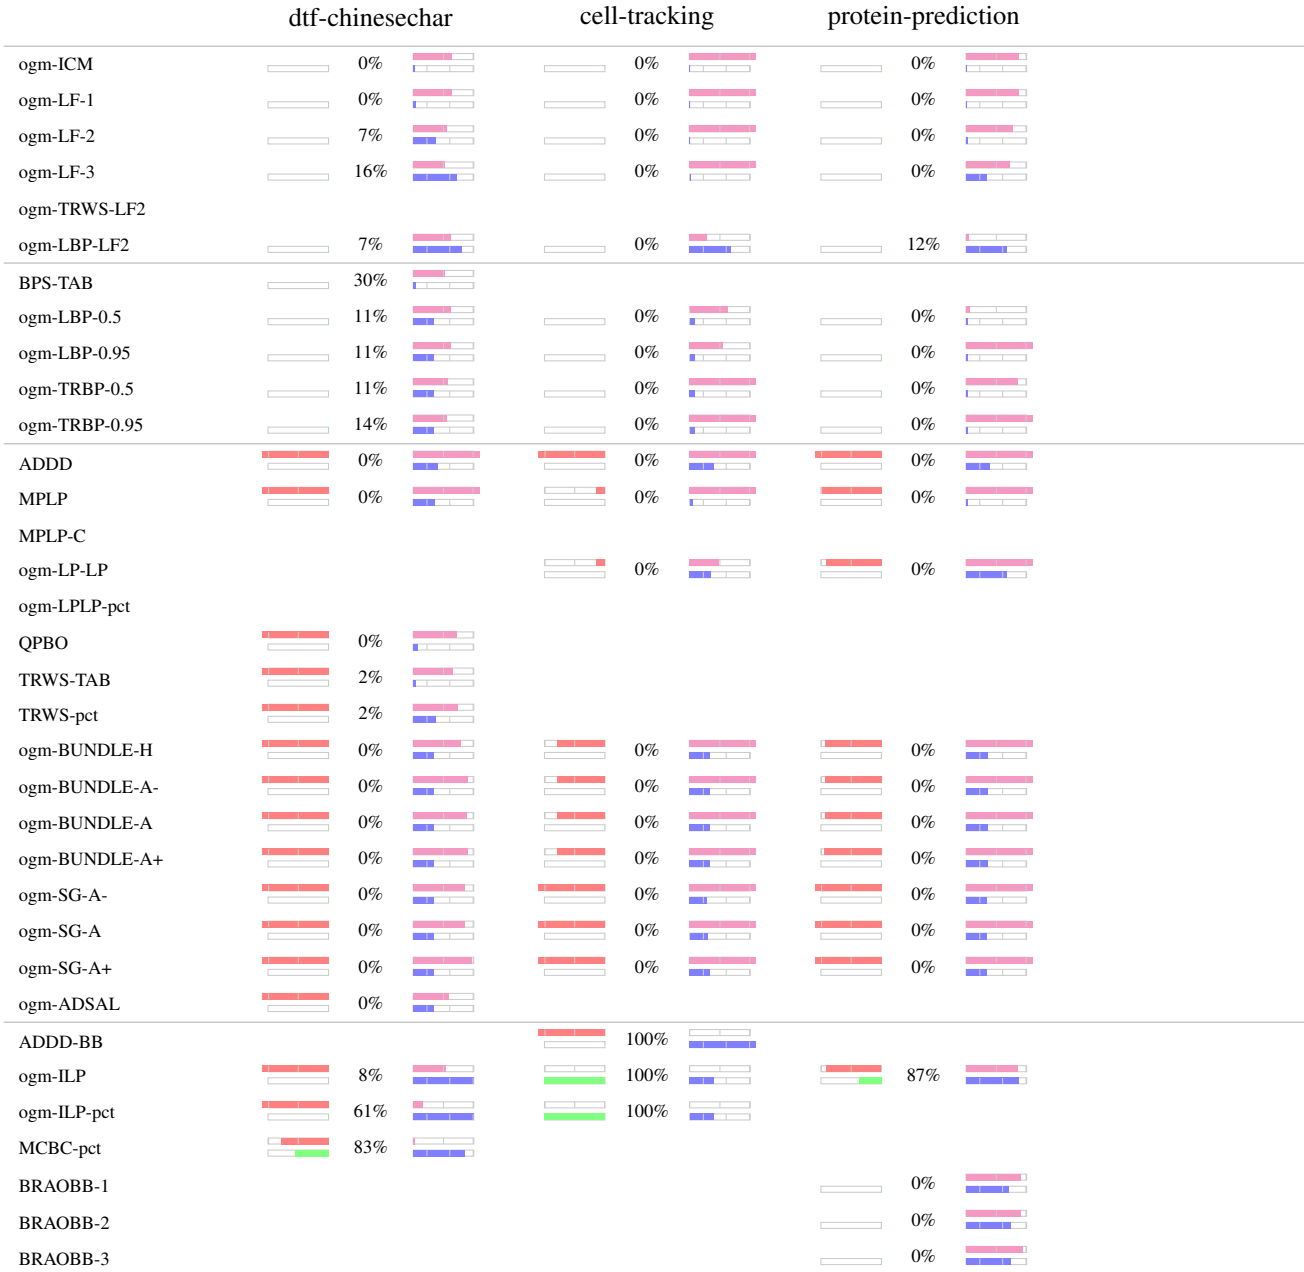 dtf-chinesechar cell-tracking protein-prediction
ogm-ICM 0% 0% 0%
ogm-LF-1 0% 0% 0%
ogm-LF-2 7% 0% 0%
ogm-LF-3 16% 0% 0%
ogm-TRWS-LF2
ogm-LBP-LF2 7% 0% 12%
BPS-TAB 30%
ogm-LBP-0.5 11% 0% 0%
ogm-LBP-0.95 11% 0% 0%
ogm-TRBP-0.5 11% 0% 0%
ogm-TRBP-0.95 14% 0% 0%
ADDD 0% 0% 0%
MPLP 0% 0% 0%
MPLP-C
ogm-LP-LP 0% 0%
ogm-LPLP-pct
QPBO 0%
TRWS-TAB 2%
TRWS-pct 2%
ogm-BUNDLE-H 0% 0% 0%
ogm-BUNDLE-A- 0% 0% 0%
ogm-BUNDLE-A 0% 0% 0%
ogm-BUNDLE-A+ 0% 0% 0%
ogm-SG-A- 0% 0% 0%
ogm-SG-A 0% 0% 0%
ogm-SG-A+ 0% 0% 0%
ogm-ADSAL 0%
ADDD-BB 100%
ogm-ILP 8% 100% 87%
ogm-ILP-pct 61% 100%
MCBC-pct 83%
BRAOBB-1 0%
BRAOBB-2 0%
BRAOBB-3 0%